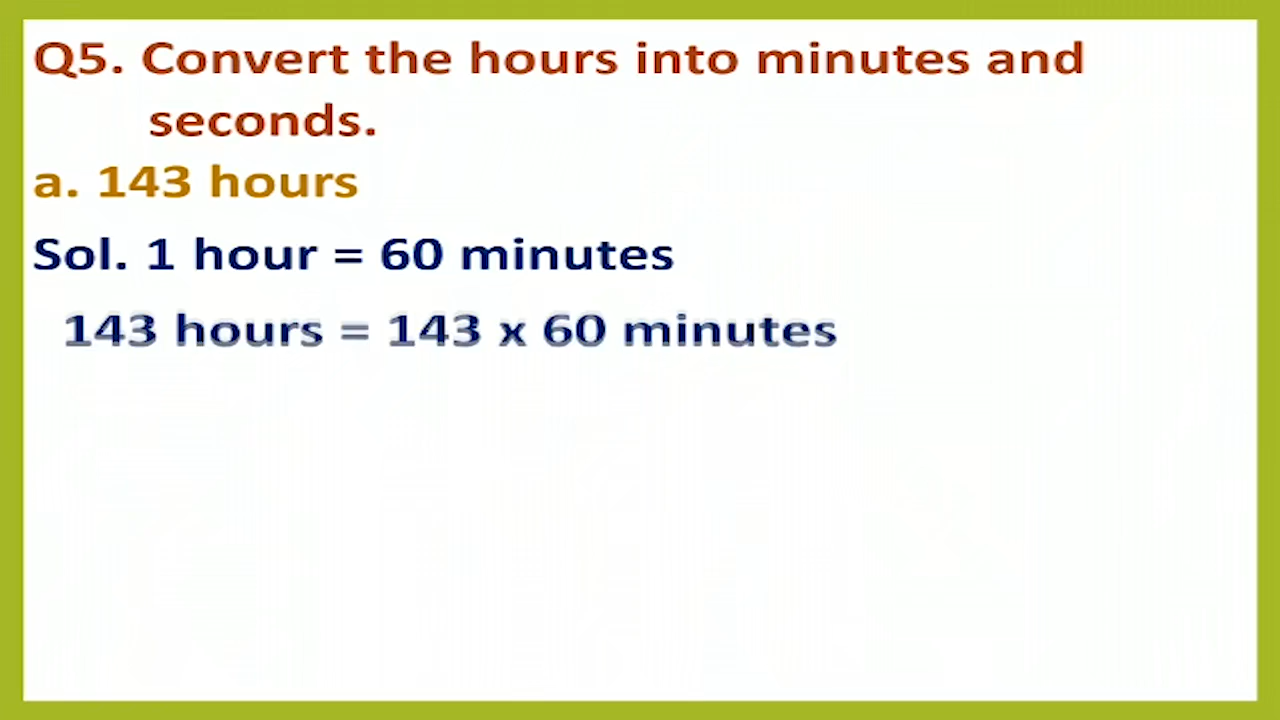 Q5. Convert the hours into minutes and
seconds.
a. 143 hours
Sol. 1 hour = 60 minutes
143 hours = 143 x 60 minutes